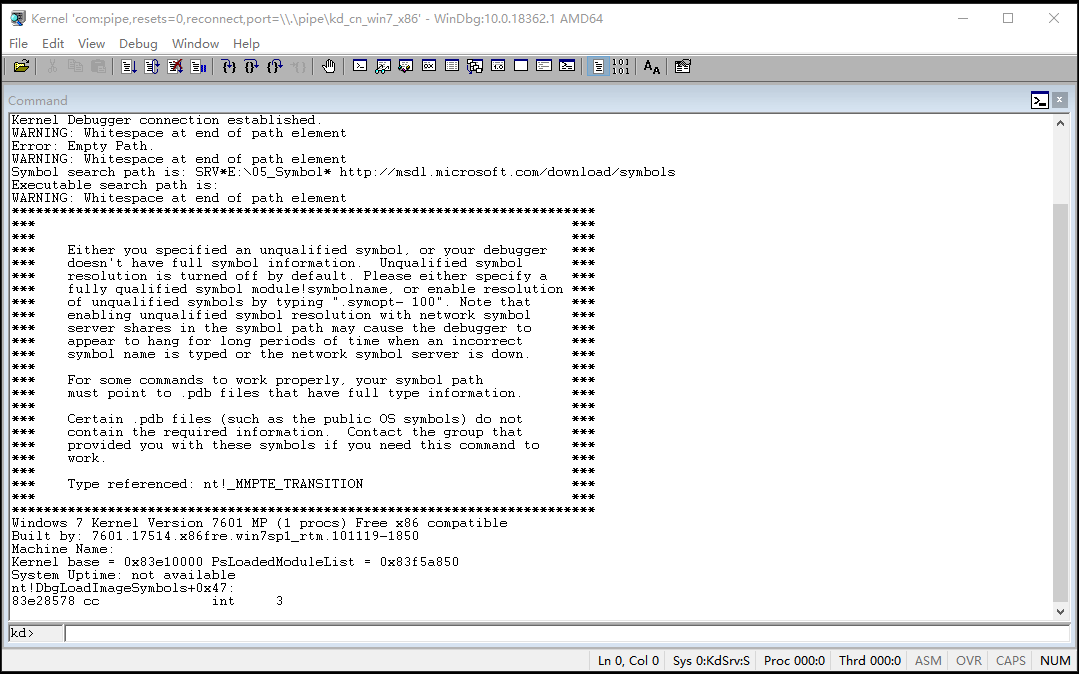 Kernel 'com:pipe,resets=0,reconnect,port=\\.\pipe\kd_cn_win7_x86' - WinDbg:10.0.18362.1 AMD64
File Edit View Debug Window Help
Command
Kernel Debugger connection established.
WARNING: Whitespace at end of path element
Error: Empty Path.
WARNING: Whitespace at end of path element
Symbol search path is: SRV*E:\05_Symbol* http://msdl.microsoft.com/download/symbols
Executable search path is:
WARNING: Whitespace at end of path element
*************************************************************************
*** ***
*** ***
*** Either you specified an unqualified symbol, or your debugger ***
*** doesn't have full symbol information. Unqualified symbol ***
*** resolution is turned off by default. Please either specify a ***
*** fully qualified symbol module!symbolname, or enable resolution ***
*** of unqualified symbols by typing ".symopt- 100". Note that ***
*** enabling unqualified symbol resolution with network symbol ***
*** server shares in the symbol path may cause the debugger to ***
*** appear to hang for long periods of time when an incorrect ***
*** symbol name is typed or the network symbol server is down. ***
*** ***
*** For some commands to work properly, your symbol path ***
*** must point to .pdb files that have full type information. ***
*** ***
*** Certain .pdb files (such as the public OS symbols) do not ***
*** contain the required information. Contact the group that ***
*** provided you with these symbols if you need this command to ***
*** work. ***
*** ***
*** Type referenced: nt!_MMPTE_TRANSITION ***
*** ***
*************************************************************************
Windows 7 Kernel Version 7601 MP (1 procs) Free x86 compatible
Built by: 7601.17514.x86fre.win7sp1_rtm.101119-1850
Machine Name:
Kernel base = 0x83e10000 PsLoadedModuleList = 0x83f5a850
System Uptime: not available
nt!DbgLoadImageSymbols+0x47:
83e28578 cc int 3
kd>
Ln 0, Col 0 Sys 0:KdSrv:S Proc 000:0 Thrd 000:0 ASM OVR CAPS NUM